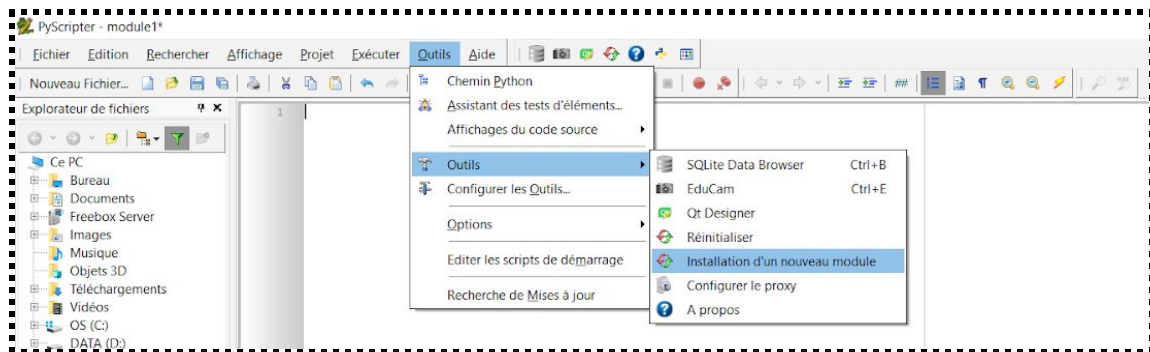 PyScripter - module1*
Fichier Edition Rechercher Affichage Projet Exécuter Outils Aide
Nouveau Fichier...
Explorateur de fichiers
1
Ce PC
Bureau
Documents
Freebox Server
Images
Musique
Objets 3D
Téléchargements
Vidéos
OS (C:)
DATA (D:)
Chemin Python
Assistant des tests d'éléments...
Affichages du code source
Outils
Configurer les Outils...
Options
Editer les scripts de démarrage
Recherche de Mises à jour
SQLite Data Browser Ctrl+B
EduCam Ctrl+E
Qt Designer
Réinitialiser
Installation d'un nouveau module
Configurer le proxy
A propos